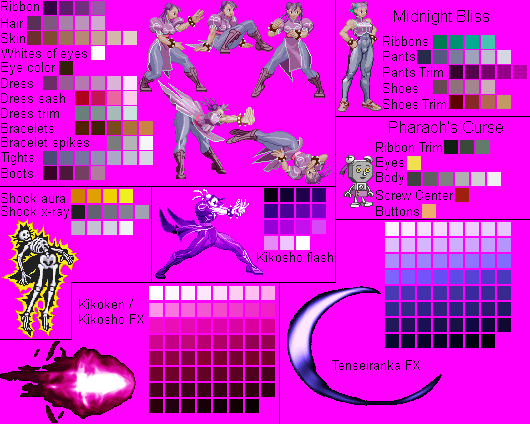 Ribbon
Hair
Skin
Whites of eyes
Eye color
Dress
Dress sash
Dress trim
Bracelets
Bracelet spikes
Tights
Boots
Midnight Bliss
Ribbons
Pants
Pants Trim
Shoes
Shoes Trim
Pharaoh's Curse
Ribbon Trim
Eyes
Body
Screw Center
Buttons
Shock aura
Shock x-ray
Kikosho flash
Kikoken /
Kikosho FX
Tenseiranka FX